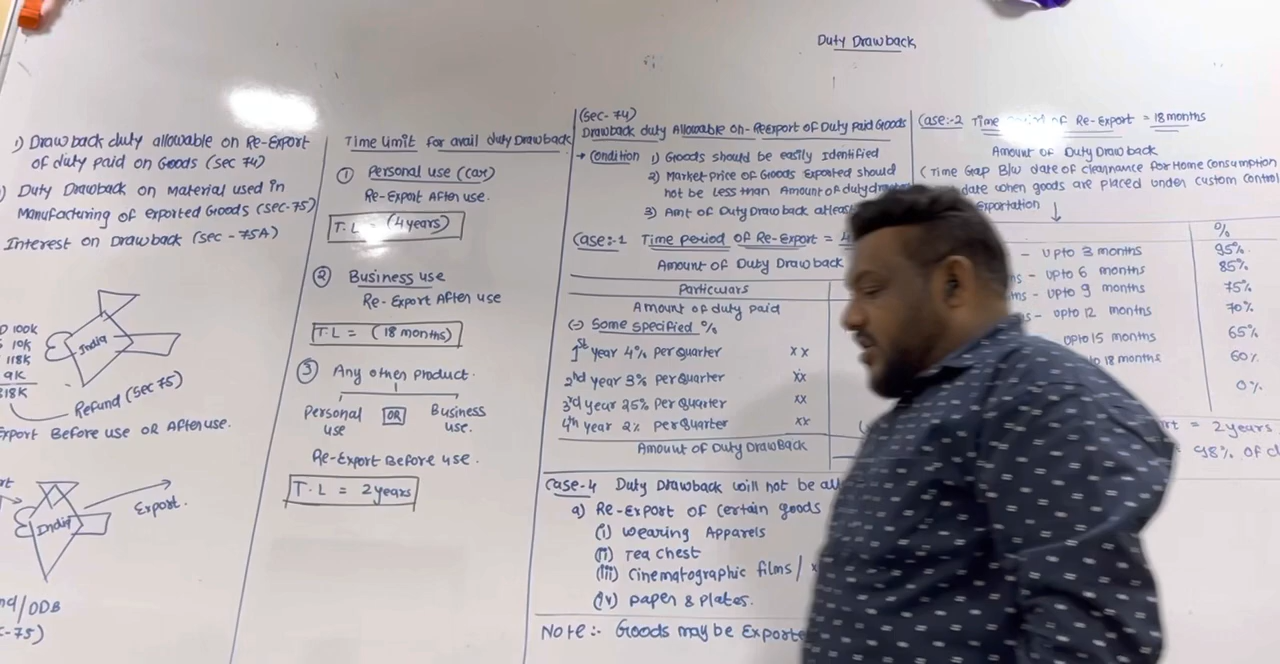 Duty Drawback
1) Drawback duty allowable on Re-Export
of duty paid on Goods (sec 74)
) Duty Drawback on Material used in
Manufacturing of exported Goods (sec-75)
Interest on Drawback (sec - 75A)
100K
10K
118K
9K
India
Refund (sec 75)
Export Before use OR After use.
India
Export.
/DDB
-75)
Time limit for avail duty Drawback
① Personal use (car)
Re-Export After use.
T.L = (4 years)
② Business use
Re-Export After use
T.L = (18 months)
③ Any other product.
Personal use OR Business use.
Re-Export Before use.
T.L = 2 years
(Sec-74)
Drawback duty Allowable on-ReExport of Duty Paid Goods
→ Condition 1) Goods should be easily Identified
2) Market Price of Goods Exported should
not be less than Amount of duty
3) Amt of Duty Drawback atleas
Case:-1 Time period of Re-Export = 4
Amount of Duty Drawback
Particulars
Amount of duty paid
(-) Some specified %
1st year 4% per Quarter xx
2nd year 3% per Quarter xx
3rd year 25% per Quarter xx
4th year 2% per Quarter xx
Amount of Duty DrawBack
Case-4 Duty Drawback will not be
a) Re-Export of certain goods
(i) Wearing Apparels
(ii) Tea Chest
(iii) Cinematographic films /
(iv) Paper & Plates.
Note:- Goods may be Exporte
Case:-2 Time of Re-Export = 18 months
Amount of Duty Drawback
(Time Gap B/w date of clearnance for Home Consumption
date when goods are placed under custom control
Exportation ↓
%
- upto 3 months 95%
- upto 6 months 85%
- upto 9 months 75%
- upto 12 months 70%
upto 15 months 65%
18 months 60%
0%
= 2 years
98% of